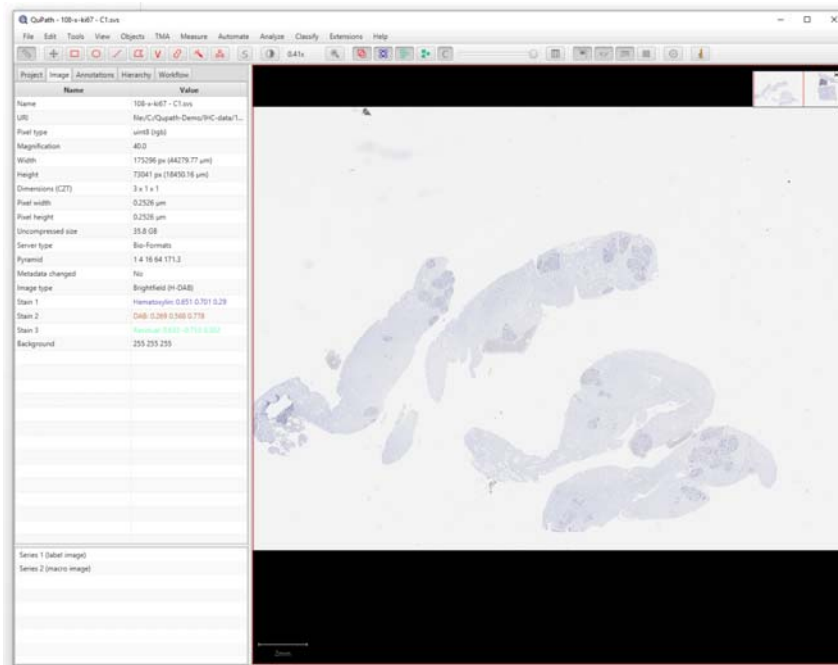 QuPath - 108-x-ki67 - C1.svs
File Edit Tools View Objects TMA Measure Automate Analyze Classify Extensions Help
S 0.41x C
Project Image Annotations Hierarchy Workflow
Name Value
Name 108-x-ki67 - C1.svs
URI file:/C:/Qupath-Demo/IHC-data/1...
Pixel type uint8 (rgb)
Magnification 40.0
Width 175296 px (44279.77 µm)
Height 73041 px (18450.16 µm)
Dimensions (CZT) 3 x 1 x 1
Pixel width 0.2526 µm
Pixel height 0.2526 µm
Uncompressed size 35.8 GB
Server type Bio-Formats
Pyramid 1 4 16 64 171.3
Metadata changed No
Image type Brightfield (H-DAB)
Stain 1 Hematoxylin: 0.651 0.701 0.29
Stain 2 DAB: 0.269 0.568 0.778
Stain 3 Residual:
Background 255 255 255
Series 1 (label image)
Series 2 (macro image)
2mm